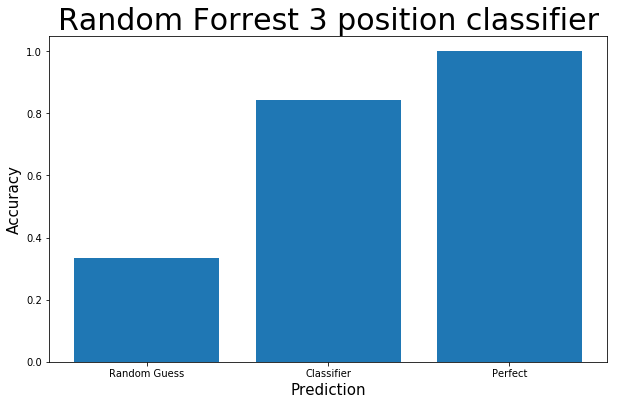 Random Forrest 3 position classifier
1.0
0.8
0.6
0.4
0.2
0.0
Accuracy
Random Guess
Classifier
Perfect
Prediction